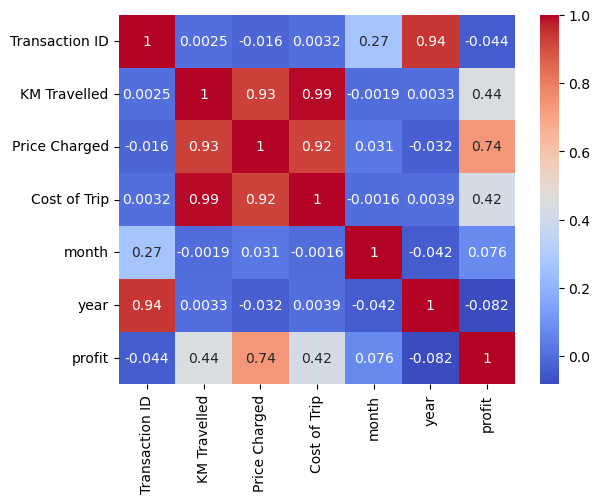 Transaction ID 1 0.0025 -0.016 0.0032 0.27 0.94 -0.044
KM Travelled 0.0025 1 0.93 0.99 -0.0019 0.0033 0.44
Price Charged -0.016 0.93 1 0.92 0.031 -0.032 0.74
Cost of Trip 0.0032 0.99 0.92 1 -0.0016 0.0039 0.42
month 0.27 -0.0019 0.031 -0.0016 1 -0.042 0.076
year 0.94 0.0033 -0.032 0.0039 -0.042 1 -0.082
profit -0.044 0.44 0.74 0.42 0.076 -0.082 1
Transaction ID
KM Travelled
Price Charged
Cost of Trip
month
year
profit
1.0
0.8
0.6
0.4
0.2
0.0